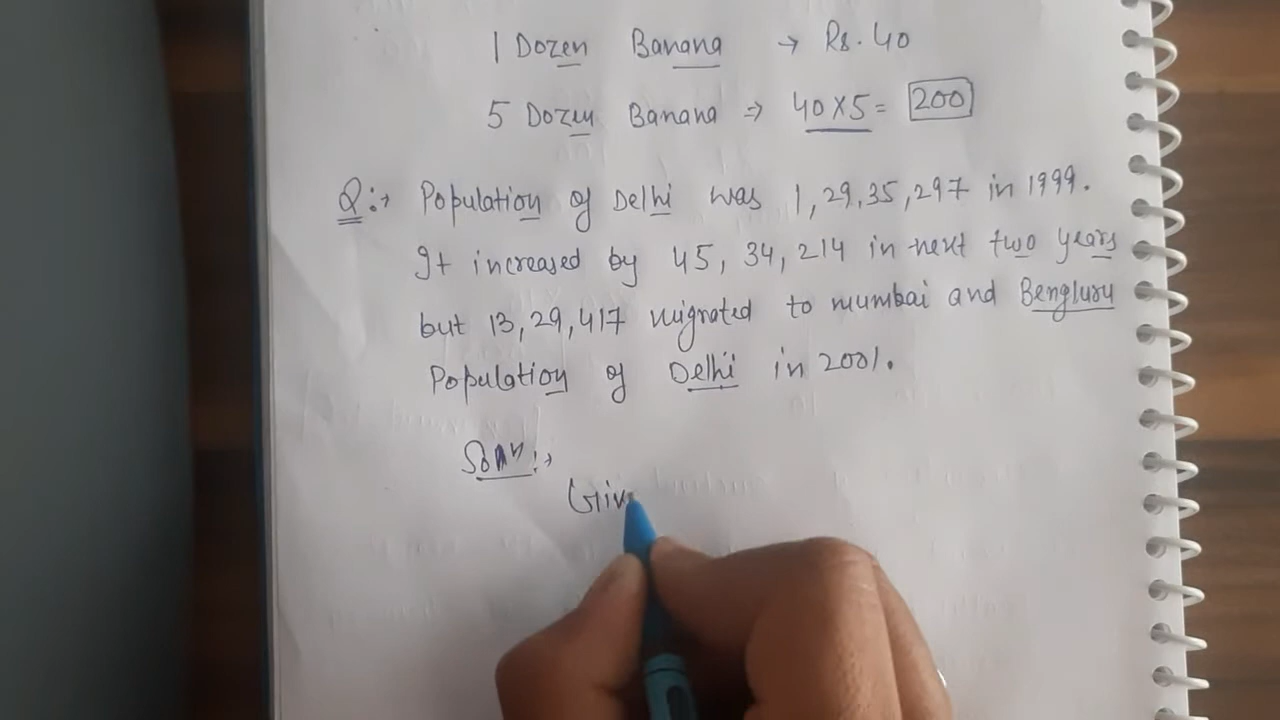 1 Dozen Banana → Rs. 40
5 Dozen Banana ⇒ 40×5= 200
Q:→ Population of Delhi was 1,29,35,297 in 1999.
It increased by 45, 34, 214 in next two years
but 13,29,417 migrated to mumbai and Bengluru
Population of Delhi in 2001.
Soln:→
Giv